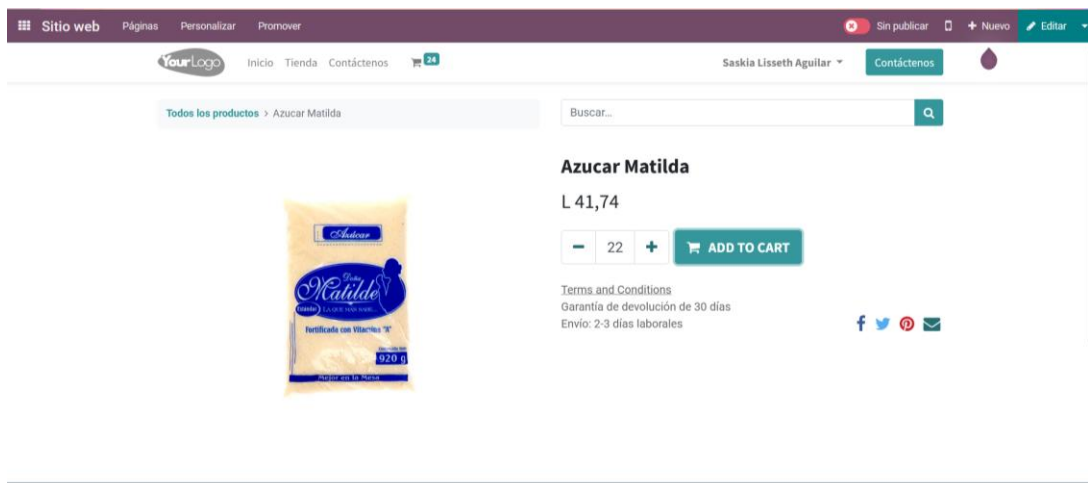 Sitio web Páginas Personalizar Promover Sin publicar + Nuevo Editar
YourLogo Inicio Tienda Contáctenos 24 Saskia Lisseth Aguilar Contáctenos
Todos los productos > Azucar Matilda
Buscar...
Azucar Matilda
L 41,74
− 22 + ADD TO CART
Terms and Conditions
Garantía de devolución de 30 días
Envío: 2-3 días laborales
Azúcar
Doña
Matilde
LA QUE MÁS SABE...
Fortificada con Vitamina "A"
920 g
Mejor en la Mesa